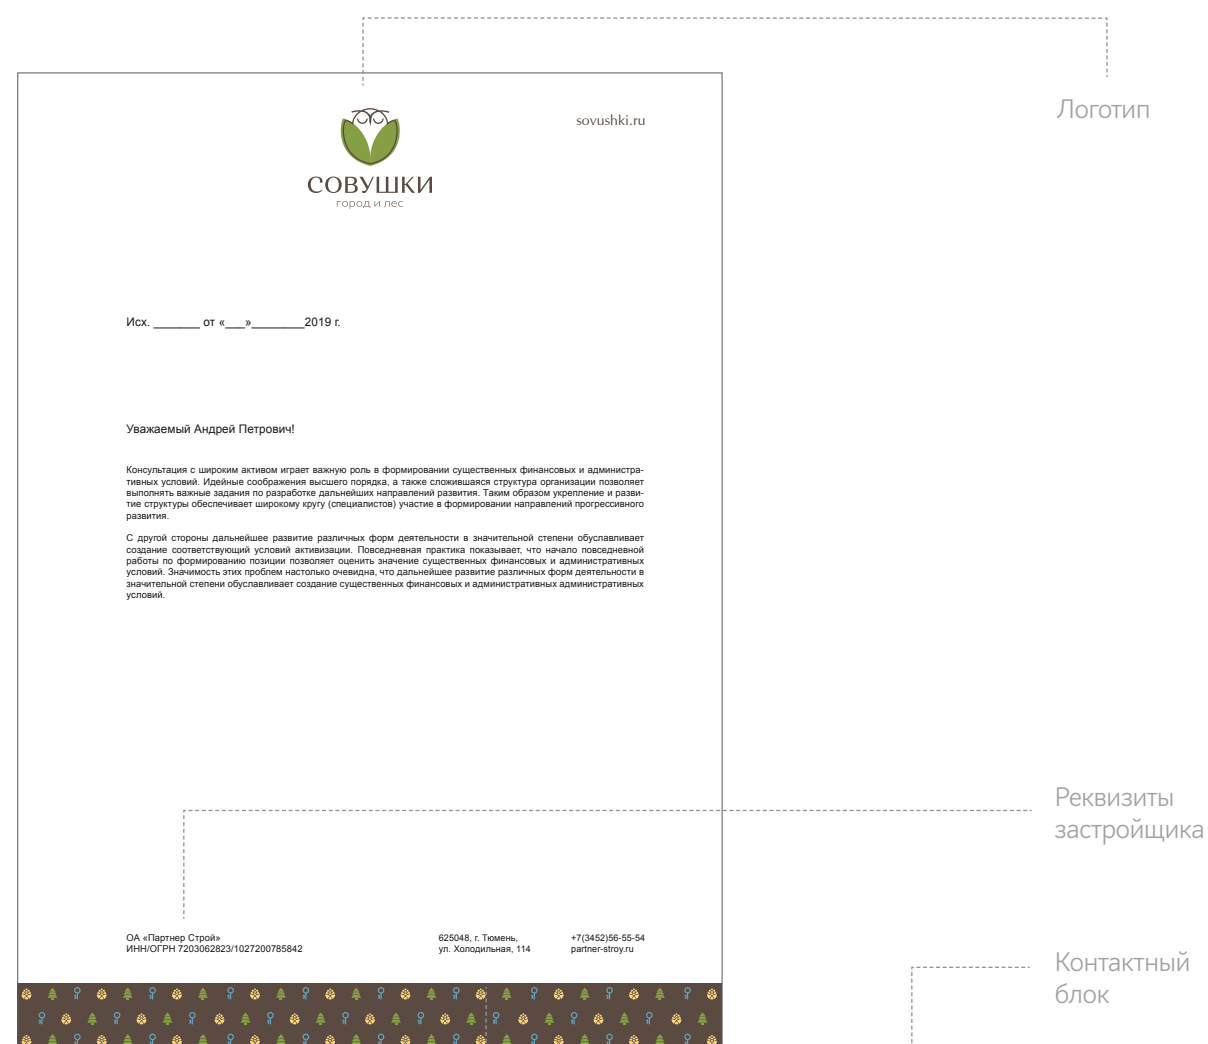 Логотип
sovushki.ru
СОВУШКИ
город и лес
Исх. _______ от «___»________2019 г.
Уважаемый Андрей Петрович!
Консультация с широким активом играет важную роль в формировании существенных финансовых и администра-
тивных условий. Идейные соображения высшего порядка, а также сложившаяся структура организации позволяет
выполнять важные задания по разработке дальнейших направлений развития. Таким образом укрепление и разви-
тие структуры обеспечивает широкому кругу (специалистов) участие в формировании направлений прогрессивного
развития.
С другой стороны дальнейшее развитие различных форм деятельности в значительной степени обуславливает
создание соответствующий условий активизации. Повседневная практика показывает, что начало повседневной
работы по формированию позиции позволяет оценить значение существенных финансовых и административных
условий. Значимость этих проблем настолько очевидна, что дальнейшее развитие различных форм деятельности в
значительной степени обуславливает создание существенных финансовых и административных административных
условий.
Реквизиты
застройщика
ОА «Партнер Строй»
ИНН/ОГРН 7203062823/1027200785842
625048, г. Тюмень,
ул. Холодильная, 114
+7(3452)56-55-54
partner-stroy.ru
Контактный
блок